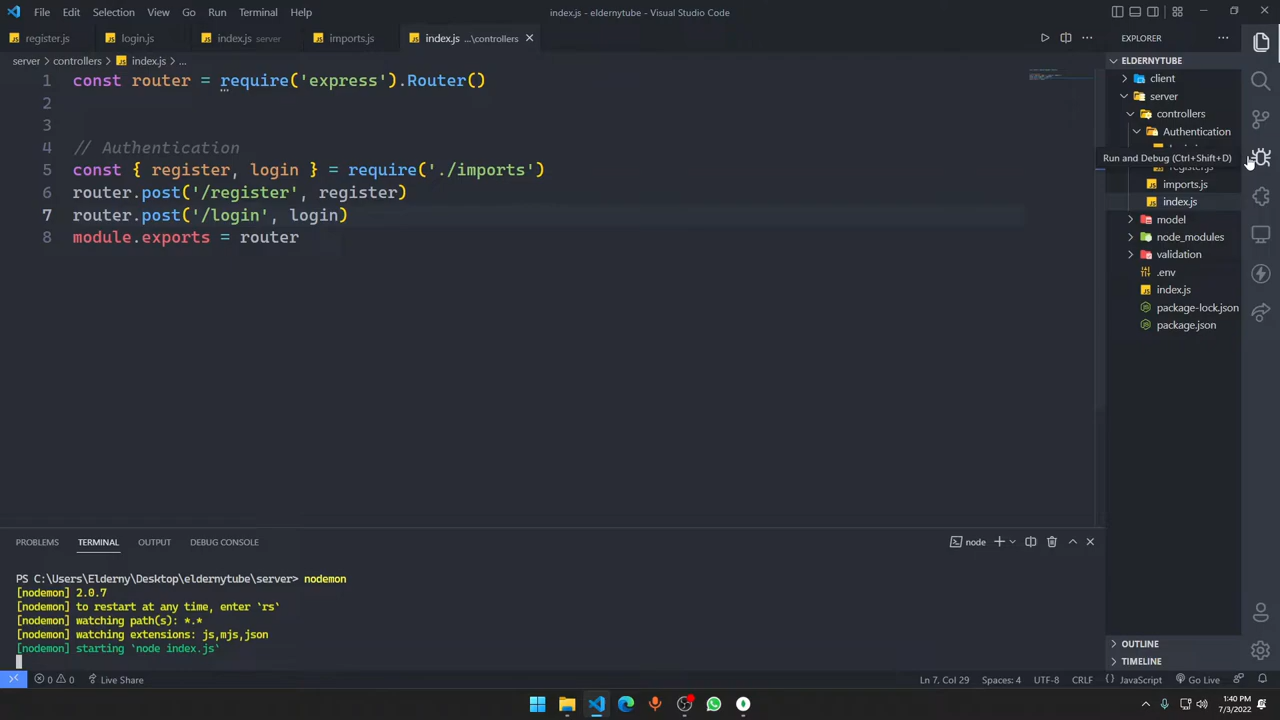 File Edit Selection View Go Run Terminal Help
index.js - eldernytube - Visual Studio Code
register.js
login.js
index.js server
imports.js
index.js ...\controllers
EXPLORER
server > controllers > index.js > ...
1 const router = require('express').Router()
2
3
4 // Authentication
5 const { register, login } = require('./imports')
6 router.post('/register', register)
7 router.post('/login', login)
8 module.exports = router
ELDERNYTUBE
client
server
controllers
Authentication
Run and Debug (Ctrl+Shift+D)
register.js
imports.js
index.js
model
node_modules
validation
.env
index.js
package-lock.json
package.json
OUTLINE
TIMELINE
PROBLEMS TERMINAL OUTPUT DEBUG CONSOLE
node
PS C:\Users\Elderny\Desktop\eldernytube\server> nodemon
[nodemon] 2.0.7
[nodemon] to restart at any time, enter `rs`
[nodemon] watching path(s): *.*
[nodemon] watching extensions: js,mjs,json
[nodemon] starting `node index.js`
0 0 Live Share
Ln 7, Col 29 Spaces: 4 UTF-8 CRLF {} JavaScript Go Live
1:40 PM
7/3/2022